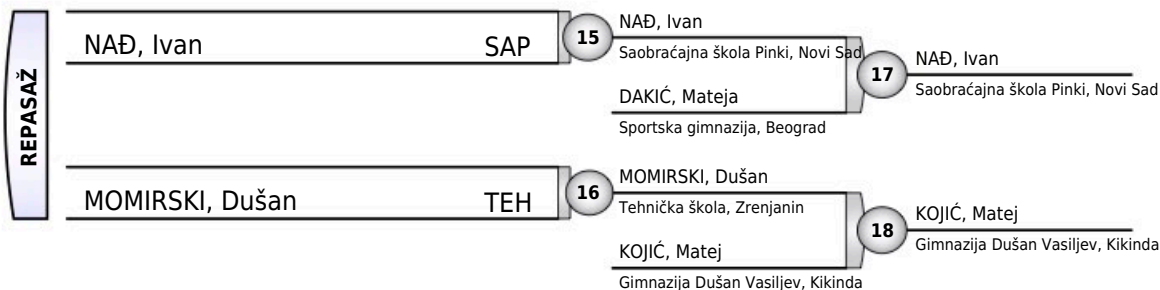 REPASAŽ
NAĐ, Ivan SAP
15
NAĐ, Ivan
Saobraćajna škola Pinki, Novi Sad
DAKIĆ, Mateja
Sportska gimnazija, Beograd
17
NAĐ, Ivan
Saobraćajna škola Pinki, Novi Sad
MOMIRSKI, Dušan TEH
16
MOMIRSKI, Dušan
Tehnička škola, Zrenjanin
KOJIĆ, Matej
Gimnazija Dušan Vasiljev, Kikinda
18
KOJIĆ, Matej
Gimnazija Dušan Vasiljev, Kikinda